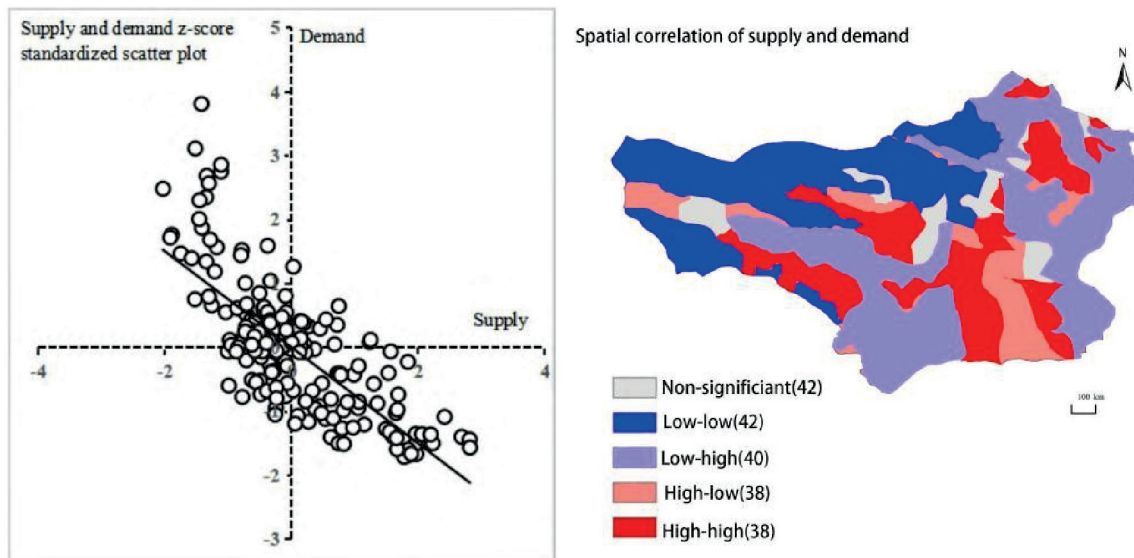 Supply and demand z-score
standardized scatter plot
Demand
Supply
5
4
3
2
1
0
-1
-2
-3
-4
-2
2
4
Spatial correlation of supply and demand
N
Non-significiant(42)
Low-low(42)
Low-high(40)
High-low(38)
High-high(38)
100 km